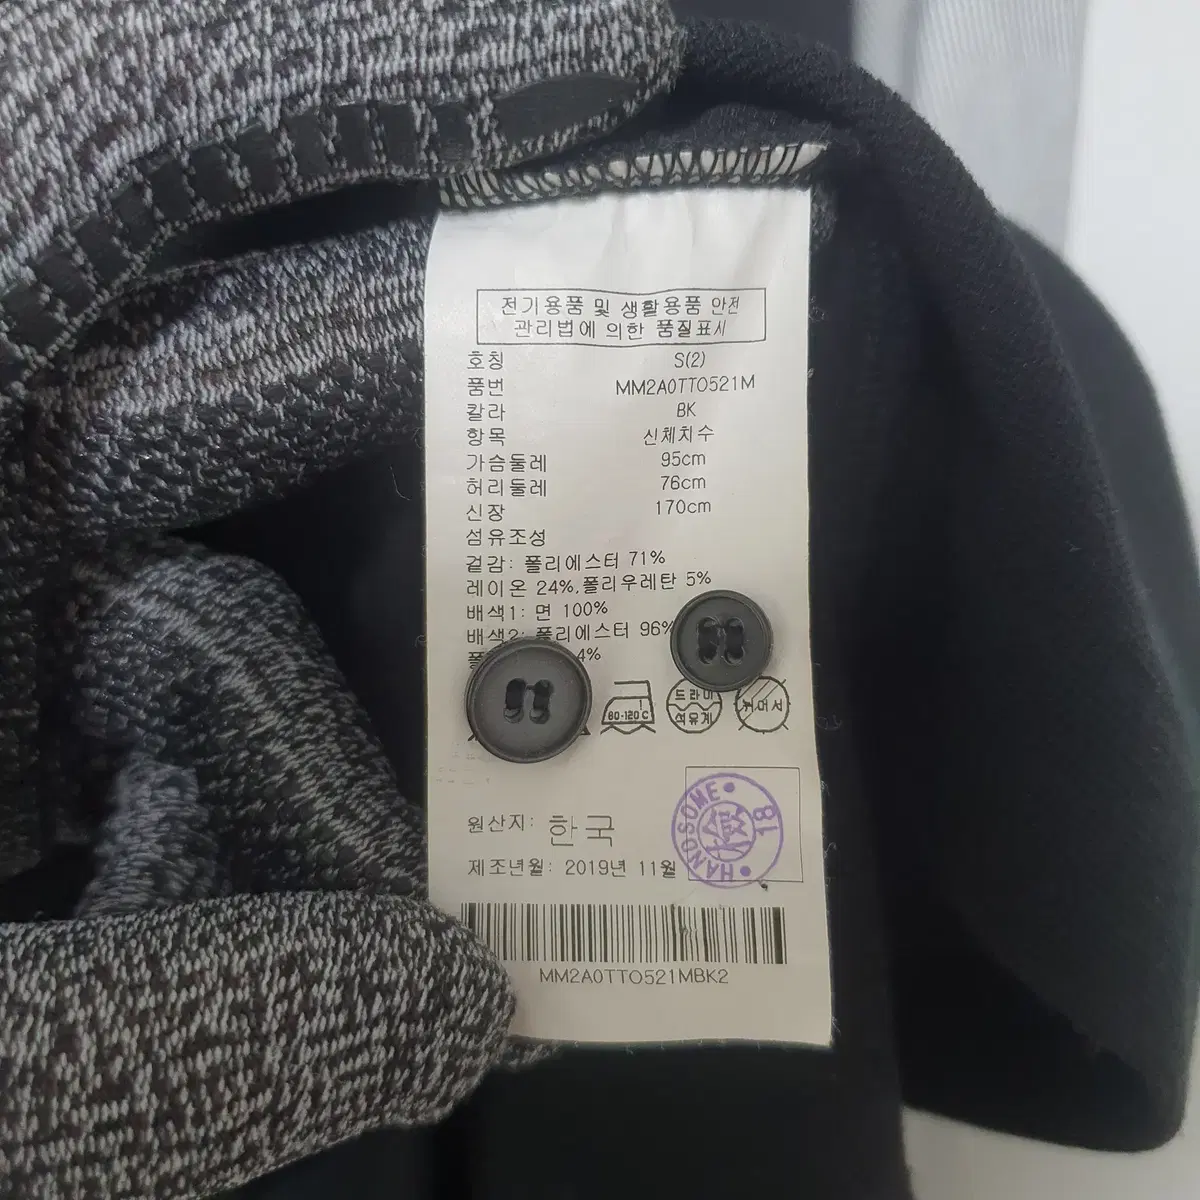 전기용품 및 생활용품 안전
관리법에 의한 품질표시
호칭 S(2)
품번 MM2A0TTO521M
칼라 BK
항목 신체치수
가슴둘레 95cm
허리둘레 76cm
신장 170cm
섬유조성
겉감: 폴리에스터 71%
레이온 24%,폴리우레탄 5%
배색1: 면 100%
배색2: 폴리에스터 96%
4%
80-120℃
드라이
석유계
원산지: 한국
HANDSOME 18
제조년월: 2019년 11월
MM2A0TTO521MBK2